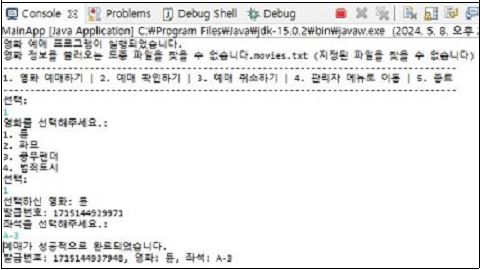 Console Problems Debug Shell Debug
MainApp [Java Application] C:₩Program Files₩Java₩jdk-15.0.2₩bin₩javaw.exe (2024. 5. 8. 오후
영화 예매 프로그램이 실행되었습니다.
영화 정보를 불러오는 도중 파일을 찾을 수 없습니다.movies.txt (지정된 파일을 찾을 수 없습니다)
1. 영화 예매하기 | 2. 예매 확인하기 | 3. 예매 취소하기 | 4. 관리자 메뉴로 이동 | 5. 종료
선택:
1
영화를 선택해주세요.:
1. 듄
2. 파묘
3. 쿵푸팬더
4. 범죄도시
선택:
1
선택하신 영화: 듄
발급번호: 1715144929971
좌석을 선택해주세요.:
A-3
예매가 성공적으로 완료되었습니다.
발급번호: 1715144937948, 영화: 듄, 좌석: A-3